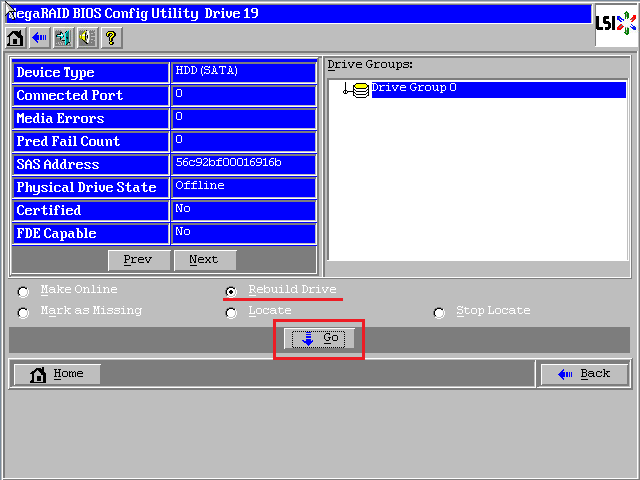 MegaRAID BIOS Config Utility Drive 19
LSI
Device Type HDD(SATA)
Connected Port 0
Media Errors 0
Pred Fail Count 0
SAS Address 56c92bf00016916b
Physical Drive State Offline
Certified No
FDE Capable No
Prev Next
Drive Groups:
Drive Group 0
Make Online Rebuild Drive
Mark as Missing Locate Stop Locate
Go
Home Back